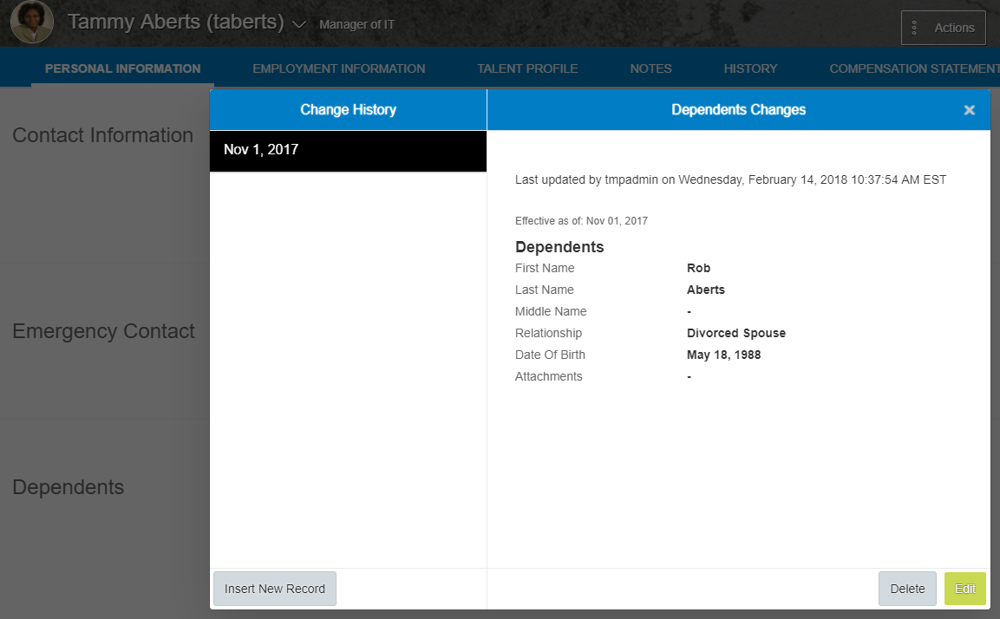 Tammy Aberts (taberts) Manager of IT
Actions
PERSONAL INFORMATION EMPLOYMENT INFORMATION TALENT PROFILE NOTES HISTORY COMPENSATION STATEMENT
Contact Information
Emergency Contact
Dependents
Change History
Nov 1, 2017
Insert New Record
Dependents Changes
Last updated by tmpadmin on Wednesday, February 14, 2018 10:37:54 AM EST
Effective as of: Nov 01, 2017
Dependents
First Name Rob
Last Name Aberts
Middle Name -
Relationship Divorced Spouse
Date Of Birth May 18, 1988
Attachments -
Delete
Edit